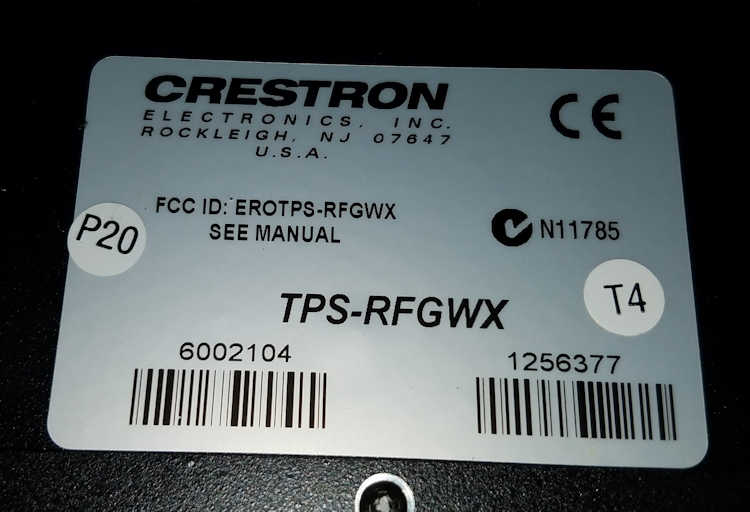 CRESTRON
ELECTRONICS, INC.
ROCKLEIGH, NJ 07647
U.S.A.
CE
FCC ID: EROTPS-RFGWX
SEE MANUAL
N11785
P20
T4
TPS-RFGWX
6002104
1256377